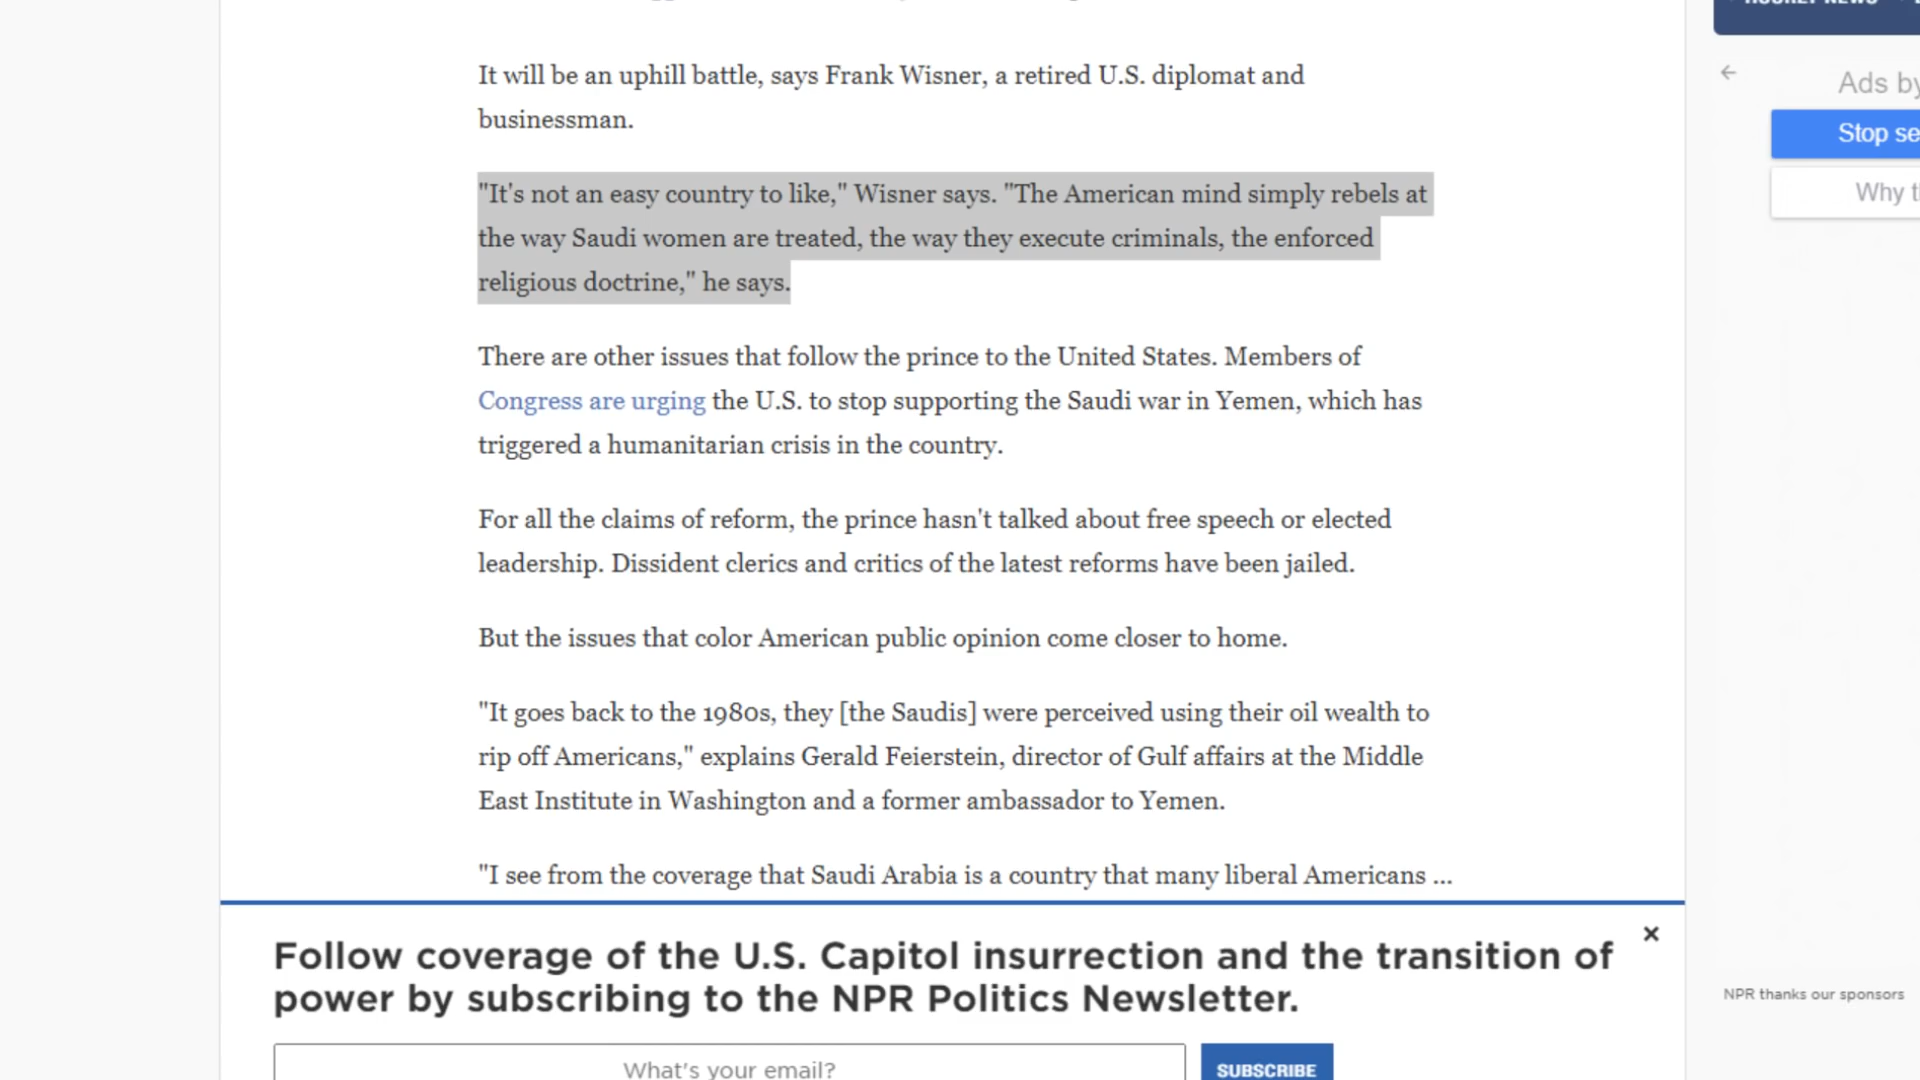 It will be an uphill battle, says Frank Wisner, a retired U.S. diplomat and
businessman.
"It's not an easy country to like," Wisner says. "The American mind simply rebels at
the way Saudi women are treated, the way they execute criminals, the enforced
religious doctrine," he says.
There are other issues that follow the prince to the United States. Members of
Congress are urging the U.S. to stop supporting the Saudi war in Yemen, which has
triggered a humanitarian crisis in the country.
For all the claims of reform, the prince hasn't talked about free speech or elected
leadership. Dissident clerics and critics of the latest reforms have been jailed.
But the issues that color American public opinion come closer to home.
"It goes back to the 1980s, they [the Saudis] were perceived using their oil wealth to
rip off Americans," explains Gerald Feierstein, director of Gulf affairs at the Middle
East Institute in Washington and a former ambassador to Yemen.
"I see from the coverage that Saudi Arabia is a country that many liberal Americans ...
Follow coverage of the U.S. Capitol insurrection and the transition of
power by subscribing to the NPR Politics Newsletter.
What's your email?
SUBSCRIBE
Ads by
Stop se
Why t
NPR thanks our sponsors